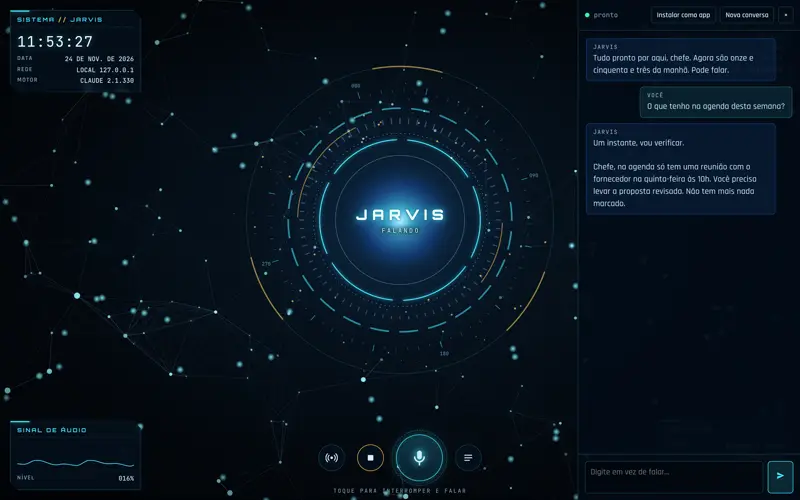 SISTEMA // JARVIS
11:53:27
DATA 24 DE NOV. DE 2026
REDE LOCAL 127.0.0.1
MOTOR CLAUDE 2.1.330
000
090
180
270
JARVIS
FALANDO
SINAL DE ÁUDIO
NÍVEL 016%
TOQUE PARA INTERROMPER E FALAR
pronto
Instalar como app
Nova conversa
JARVIS
Tudo pronto por aqui, chefe. Agora são onze e
cinquenta e três da manhã. Pode falar.
VOCÊ
O que tenho na agenda desta semana?
JARVIS
Um instante, vou verificar.
Chefe, na agenda só tem uma reunião com o
fornecedor na quinta-feira às 10h. Você precisa
levar a proposta revisada. Não tem mais nada
marcado.
Digite em vez de falar...